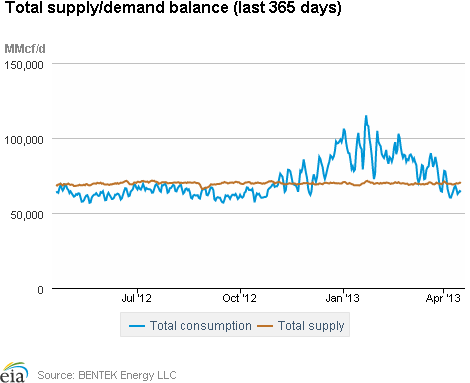 Total supply/demand balance (last 365 days)
MMcf/d
150,000
100,000
50,000
0
Jul '12 Oct '12 Jan '13 Apr '13
Total consumption Total supply
eia Source: BENTEK Energy LLC